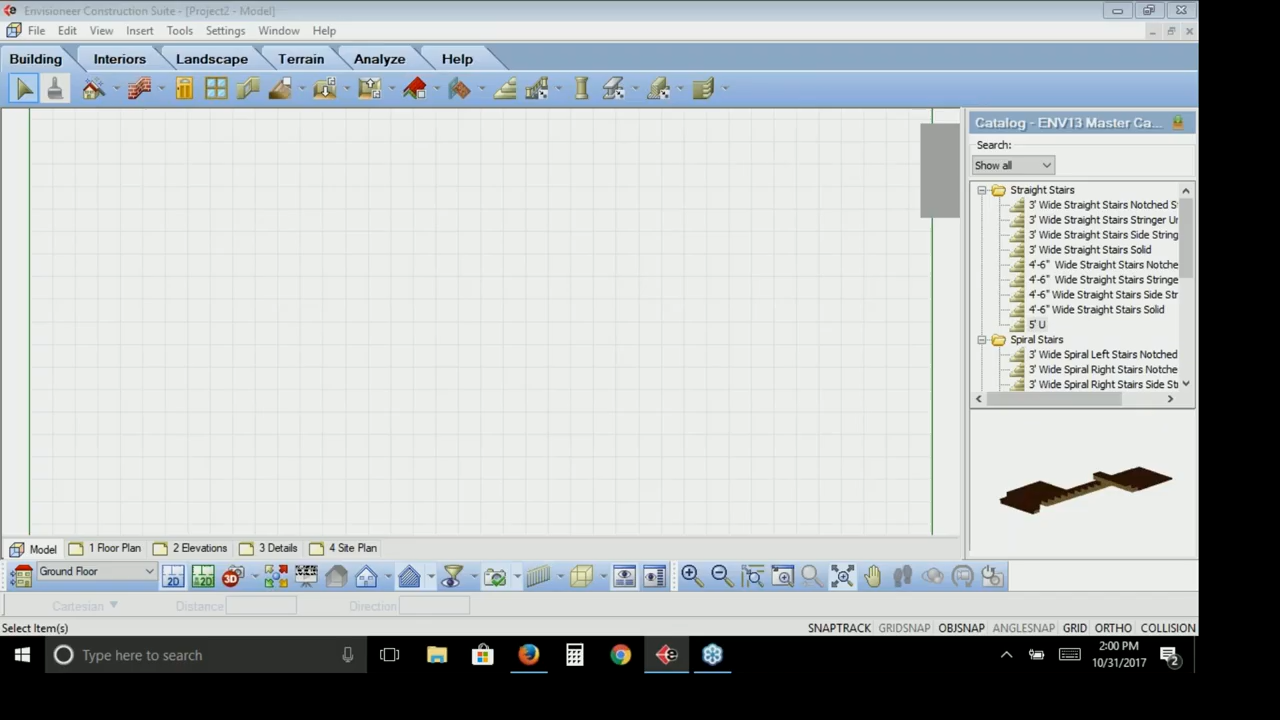 Envisioneer Construction Suite - [Project2 - Model]
File Edit View Insert Tools Settings Window Help
Building Interiors Landscape Terrain Analyze Help
Catalog - ENV13 Master Ca...
Search:
Show all
Straight Stairs
3' Wide Straight Stairs Notched S
3' Wide Straight Stairs Stringer Ur
3' Wide Straight Stairs Side String
3' Wide Straight Stairs Solid
4'-6" Wide Straight Stairs Notche
4'-6" Wide Straight Stairs Stringe
4'-6" Wide Straight Stairs Side Str
4'-6" Wide Straight Stairs Solid
5' U
Spiral Stairs
3' Wide Spiral Left Stairs Notched
3' Wide Spiral Right Stairs Notche
3' Wide Spiral Right Stairs Side St
Model 1 Floor Plan 2 Elevations 3 Details 4 Site Plan
Ground Floor 2D 2D 3D
Cartesian Distance Direction
Select Item(s) SNAPTRACK GRIDSNAP OBJSNAP ANGLESNAP GRID ORTHO COLLISION
Type here to search
2:00 PM
10/31/2017
2